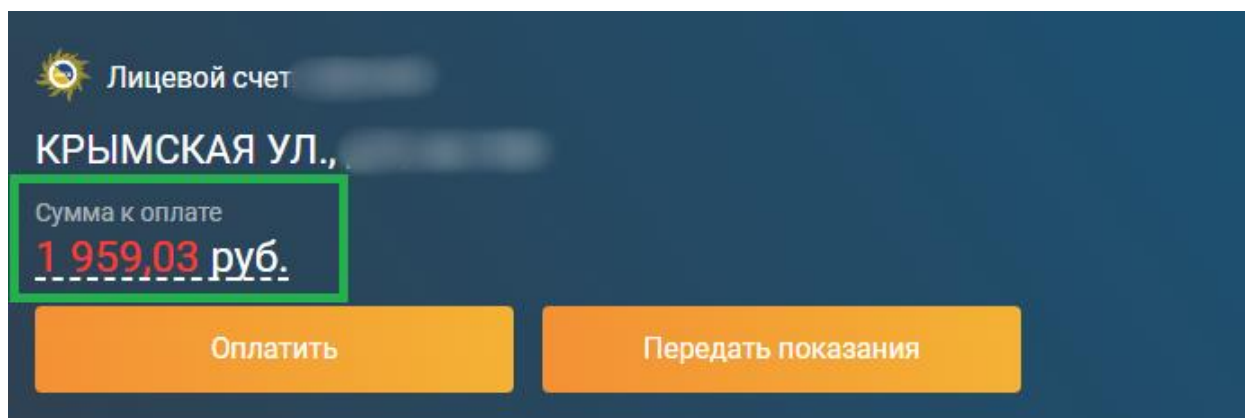 Лицевой счет
КРЫМСКАЯ УЛ.,
Сумма к оплате
1 959,03 руб.
Оплатить
Передать показания